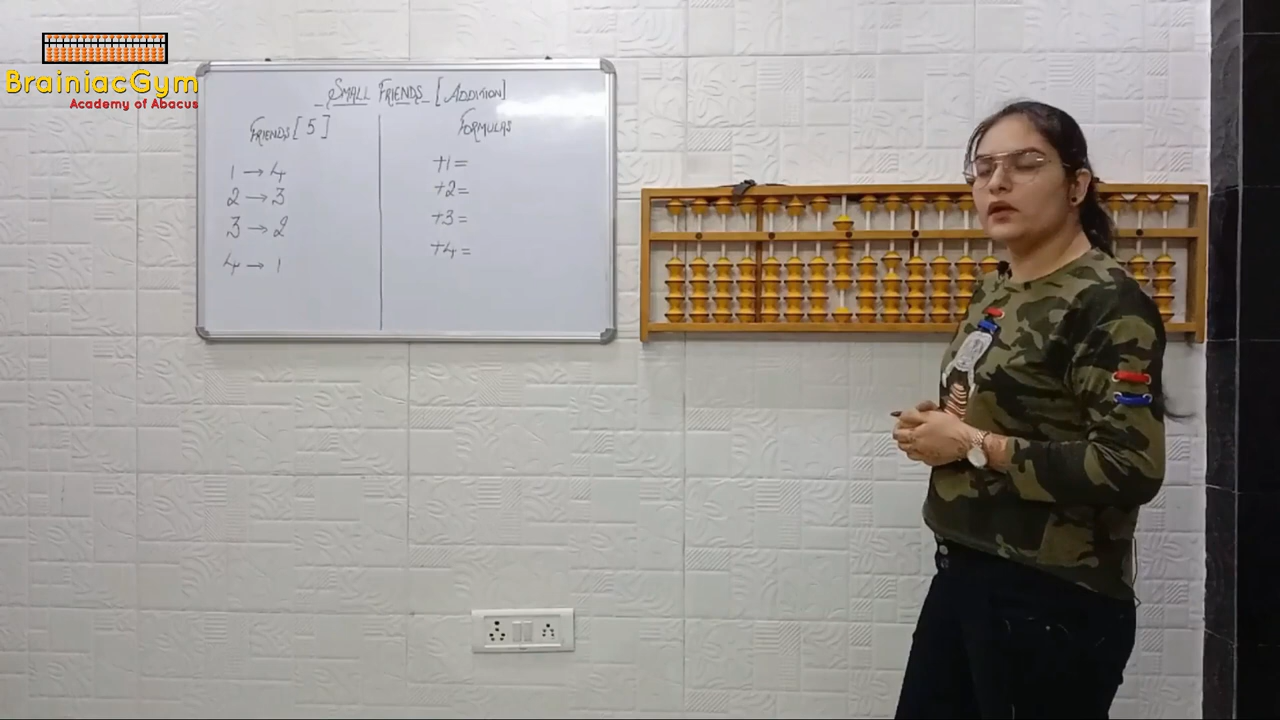 BrainiacGym
Academy of Abacus
SMALL FRIENDS [ADDITION]
FRIENDS [5]
1 → 4
2 → 3
3 → 2
4 → 1
FORMULAS
+1=
+2=
+3=
+4=